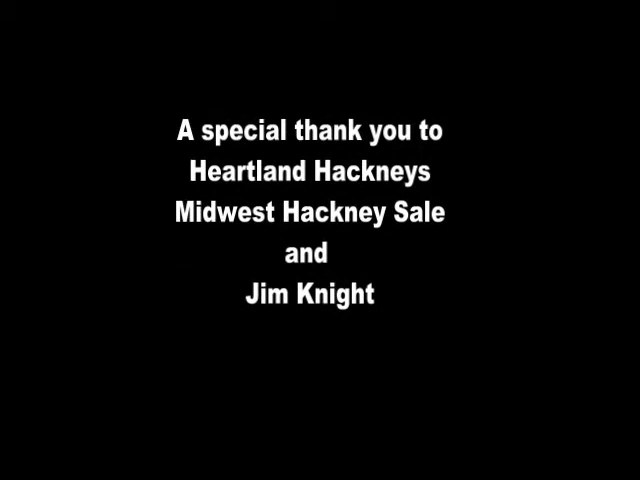 A special thank you to
Heartland Hackneys
Midwest Hackney Sale
and
Jim Knight